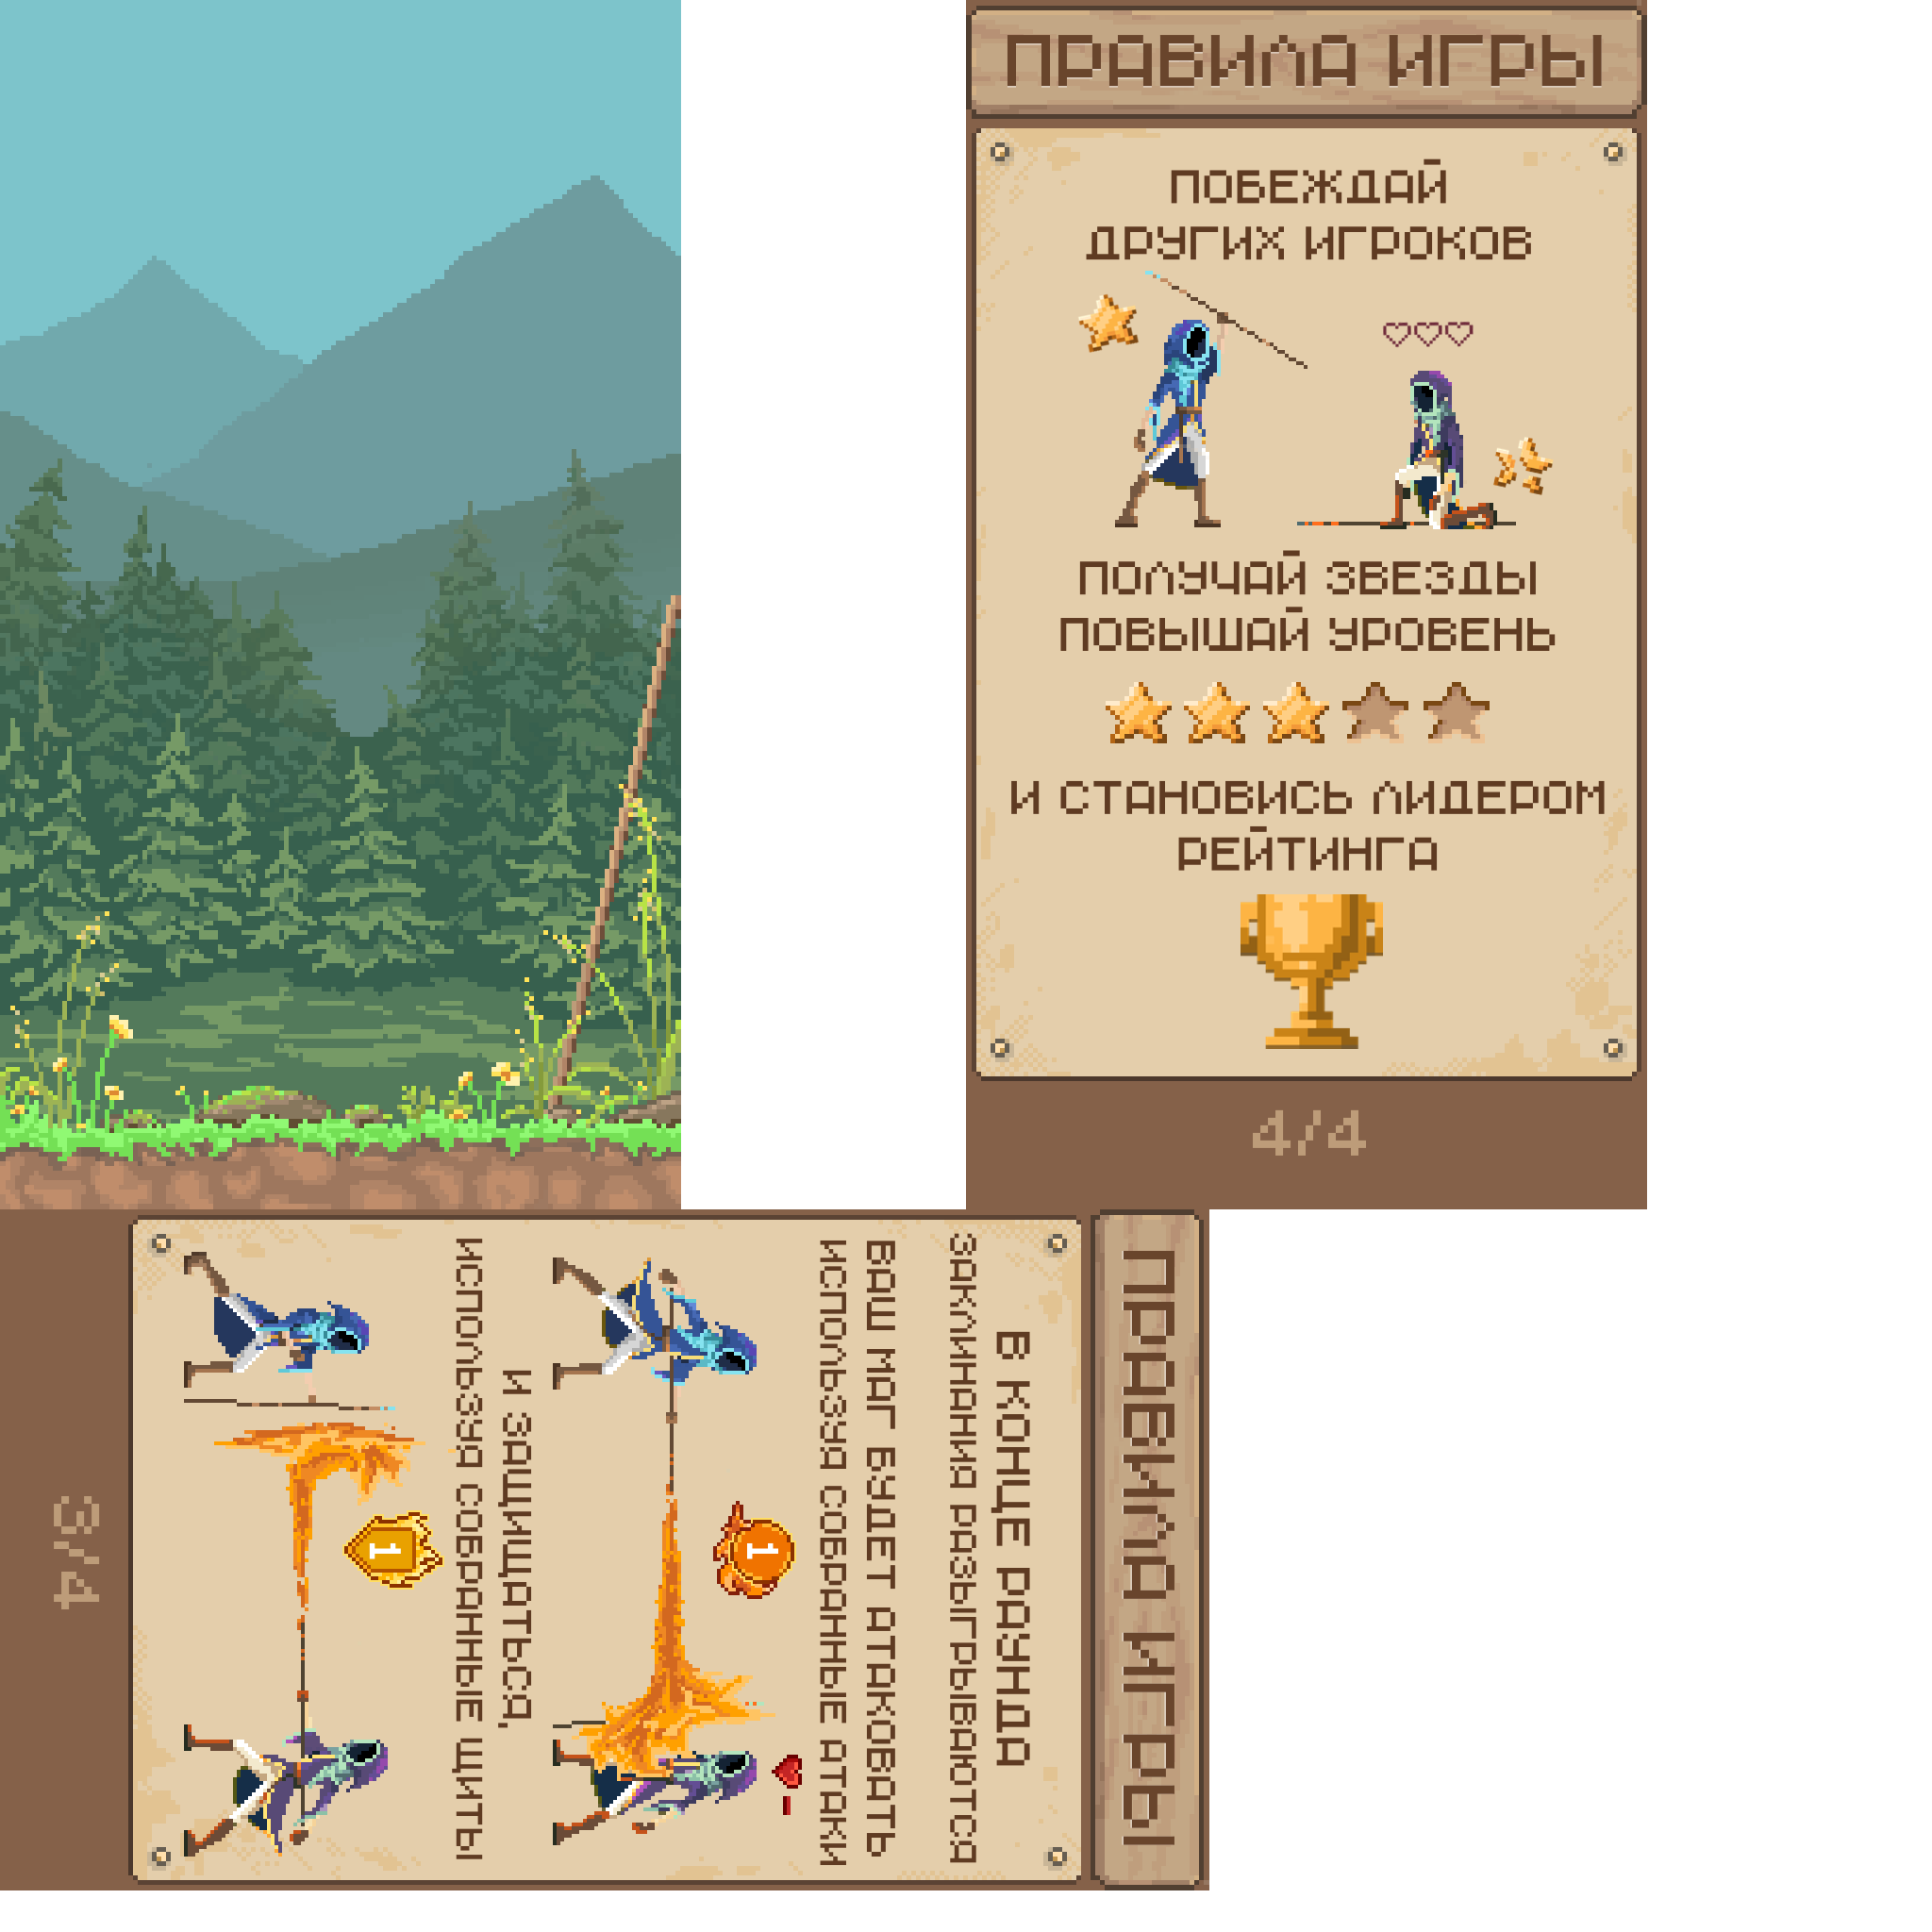 ПРАВИЛА ИГРЫ
ПОБЕЖДАЙ
ДРУГИХ ИГРОКОВ
ПОЛУЧАЙ ЗВЕЗДЫ
ПОВЫШАЙ УРОВЕНЬ
И СТАНОВИСЬ ЛИДЕРОМ
РЕЙТИНГА
4/4
ПРАВИЛА ИГРЫ
В КОНЦЕ РАУНДА
ЗАКЛИНАНИЯ РАЗЫГРЫВАЮТСЯ
ВАШ МАГ БУДЕТ АТАКОВАТЬ
ИСПОЛЬЗУЯ СОБРАННЫЕ АТАКИ
1
-
И ЗАЩИЩАТЬСЯ,
ИСПОЛЬЗУЯ СОБРАННЫЕ ЩИТЫ
1
3/4